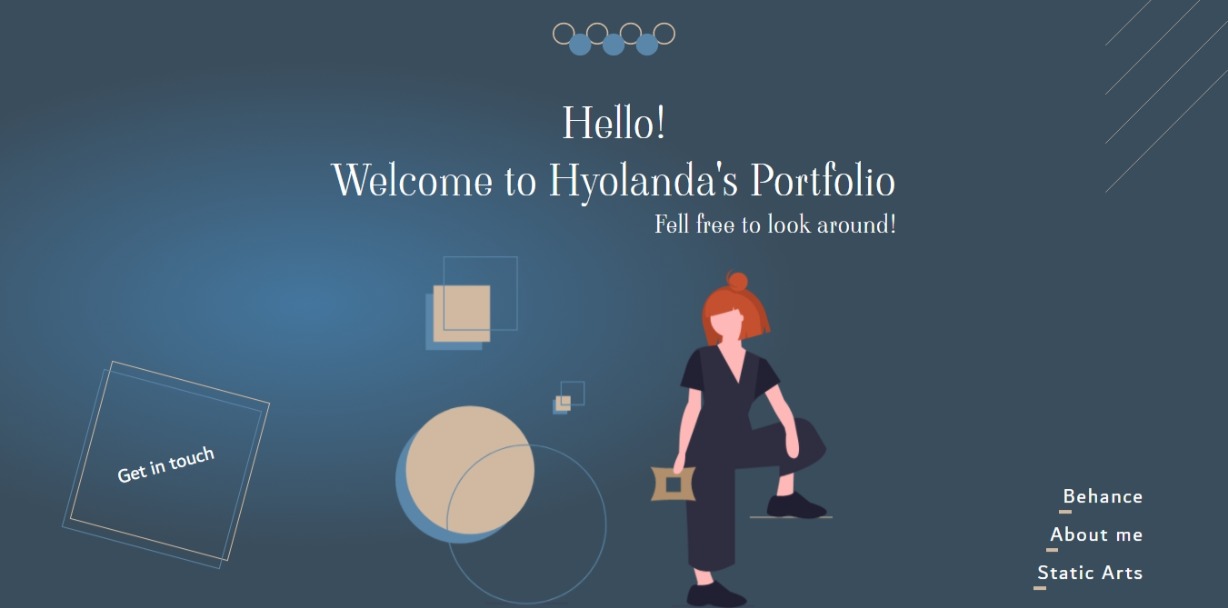 Hello!
Welcome to Hyolanda's Portfolio
Fell free to look around!
Get in touch
Behance
About me
Static Arts